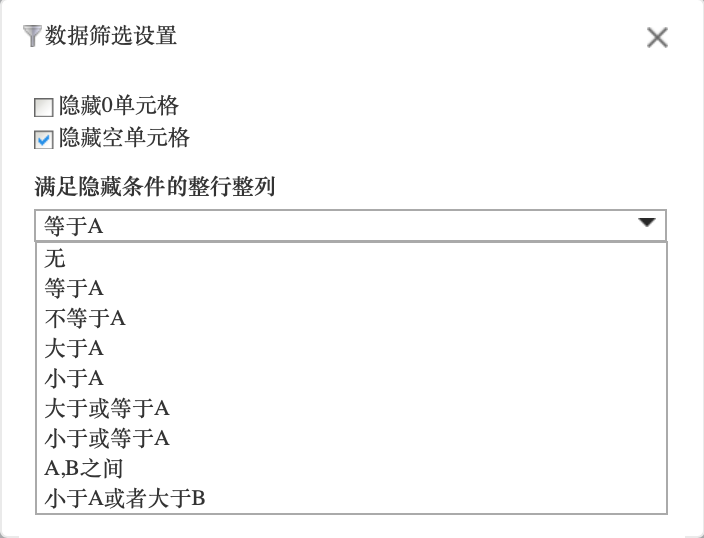 数据筛选设置
隐藏0单元格
隐藏空单元格
满足隐藏条件的整行整列
等于A
无
等于A
不等于A
大于A
小于A
大于或等于A
小于或等于A
A,B之间
小于A或者大于B